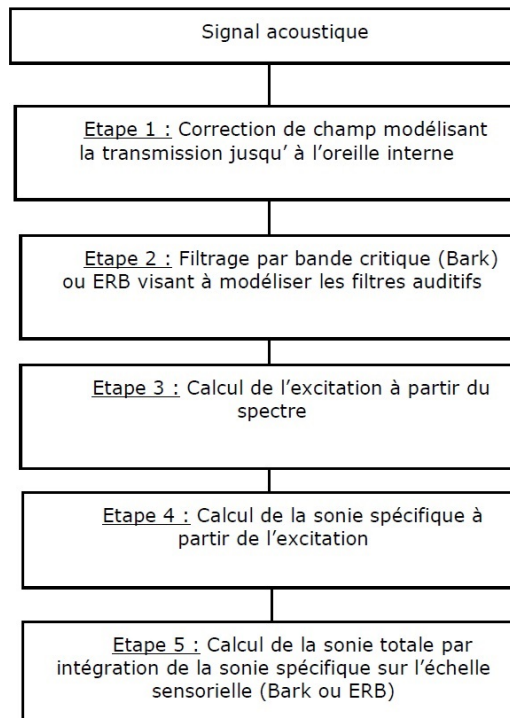 Signal acoustique
Etape 1 : Correction de champ modélisant
la transmission jusqu’ à l’oreille interne
Etape 2 : Filtrage par bande critique (Bark)
ou ERB visant à modéliser les filtres auditifs
Etape 3 : Calcul de l’excitation à partir du
spectre
Etape 4 : Calcul de la sonie spécifique à
partir de l’excitation
Etape 5 : Calcul de la sonie totale par
intégration de la sonie spécifique sur l’échelle
sensorielle (Bark ou ERB)